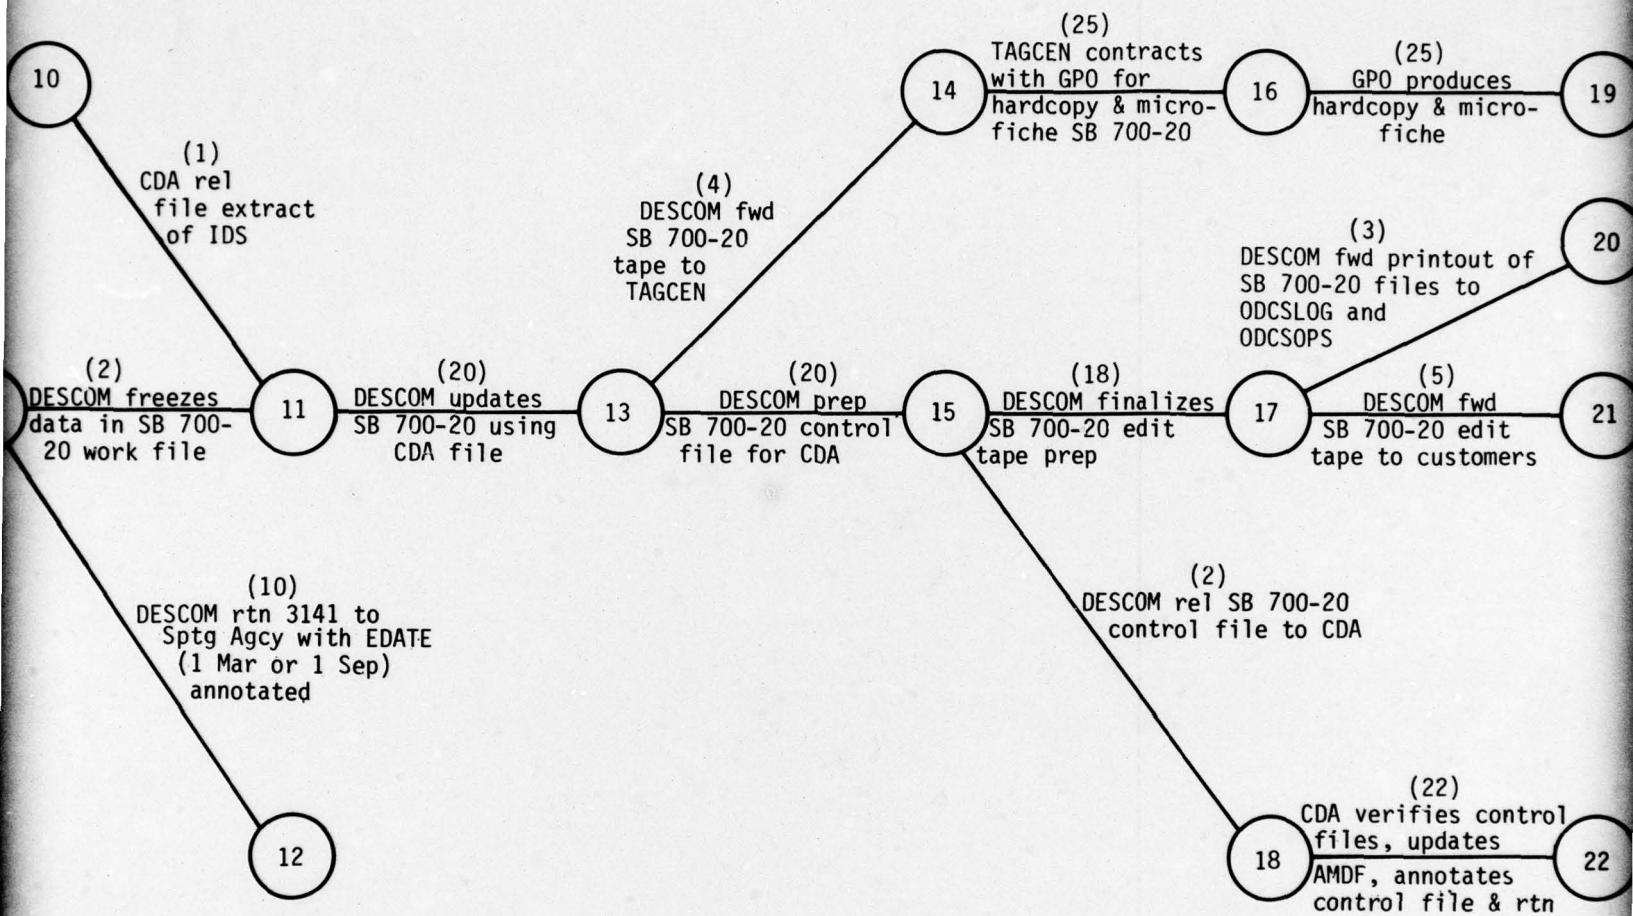 10
(1)
CDA rel
file extract
of IDS
(2)
DESCOM freezes
data in SB 700-
20 work file
11
(10)
DESCOM rtn 3141 to
Sptg Agcy with EDATE
(1 Mar or 1 Sep)
annotated
12
(20)
DESCOM updates
SB 700-20 using
CDA file
13
(4)
DESCOM fwd
SB 700-20
tape to
TAGCEN
14
(25)
TAGCEN contracts
with GPO for
hardcopy & micro-
fiche SB 700-20
16
(25)
GPO produces
hardcopy & micro-
fiche
19
(20)
DESCOM prep
SB 700-20 control
file for CDA
15
(18)
DESCOM finalizes
SB 700-20 edit
tape prep
17
(3)
DESCOM fwd printout of
SB 700-20 files to
ODCSLOG and
ODCSOPS
20
(5)
DESCOM fwd
SB 700-20 edit
tape to customers
21
(2)
DESCOM rel SB 700-20
control file to CDA
18
(22)
CDA verifies control
files, updates
AMDF, annotates
control file & rtn
22